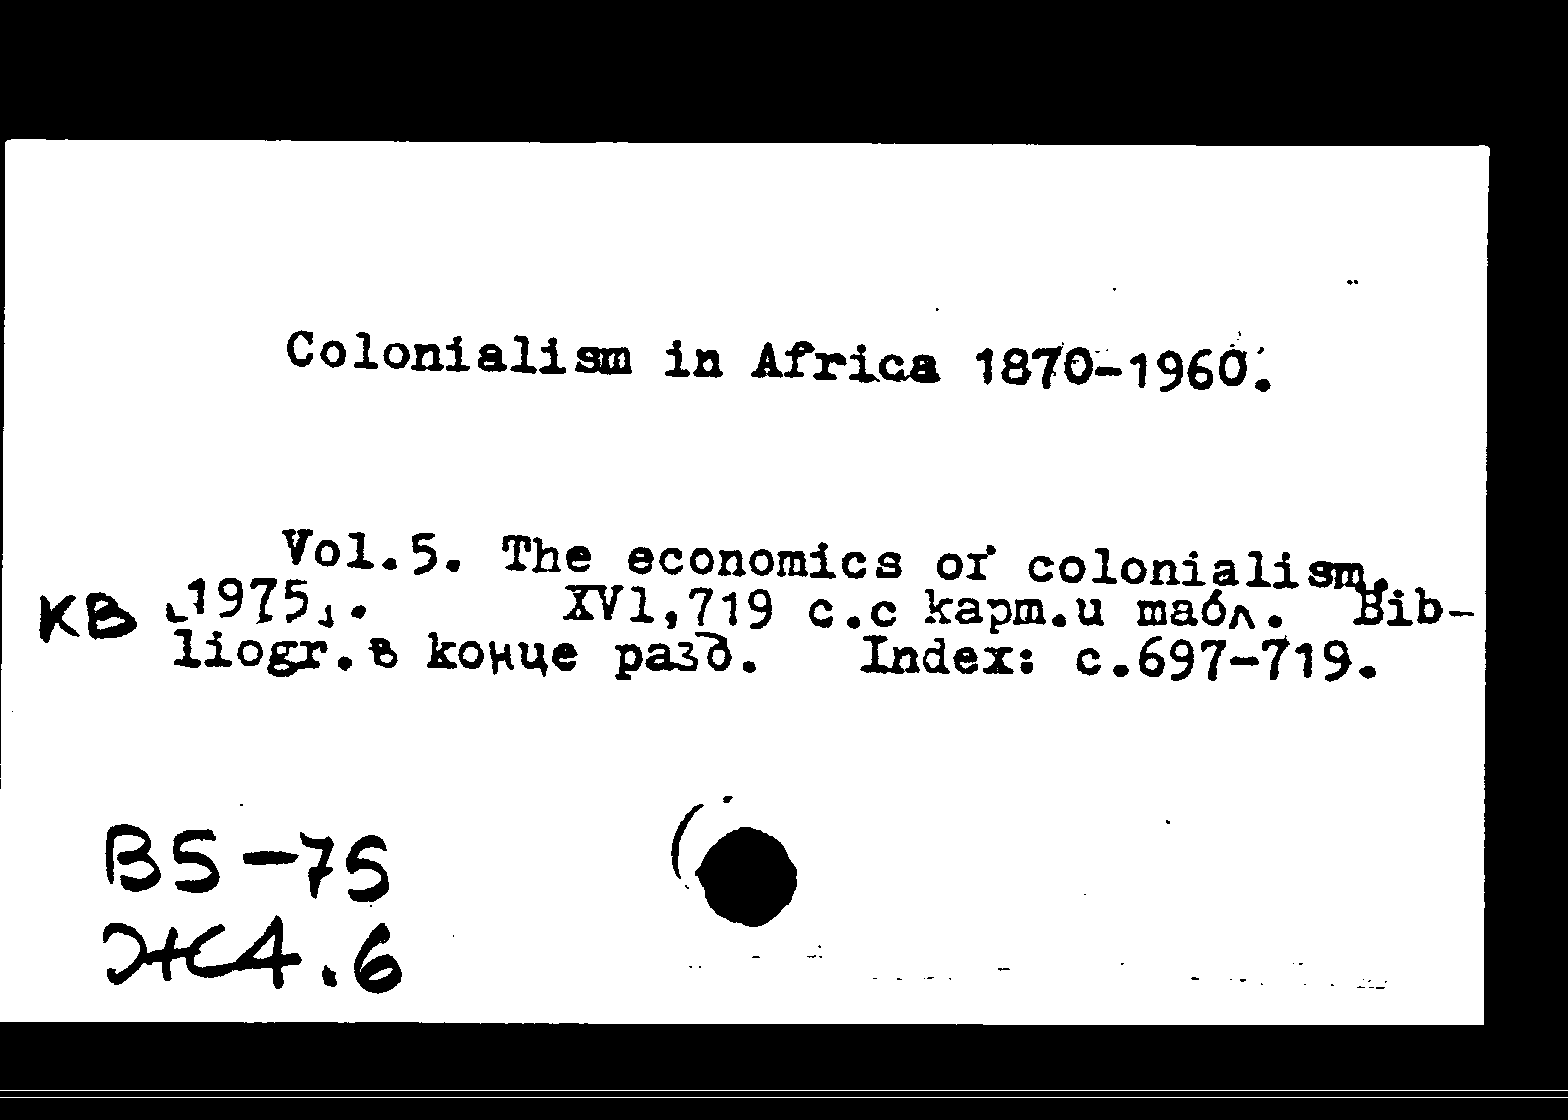 Colonialism in Africa 1870-1960.
Vol.5. The economics of colonialism.
КВ [1975]. XVI,719 с.с карт.и табл. Bib-
liogr.в конце разд. Index: с.697-719.
B5-75
Ж4.6